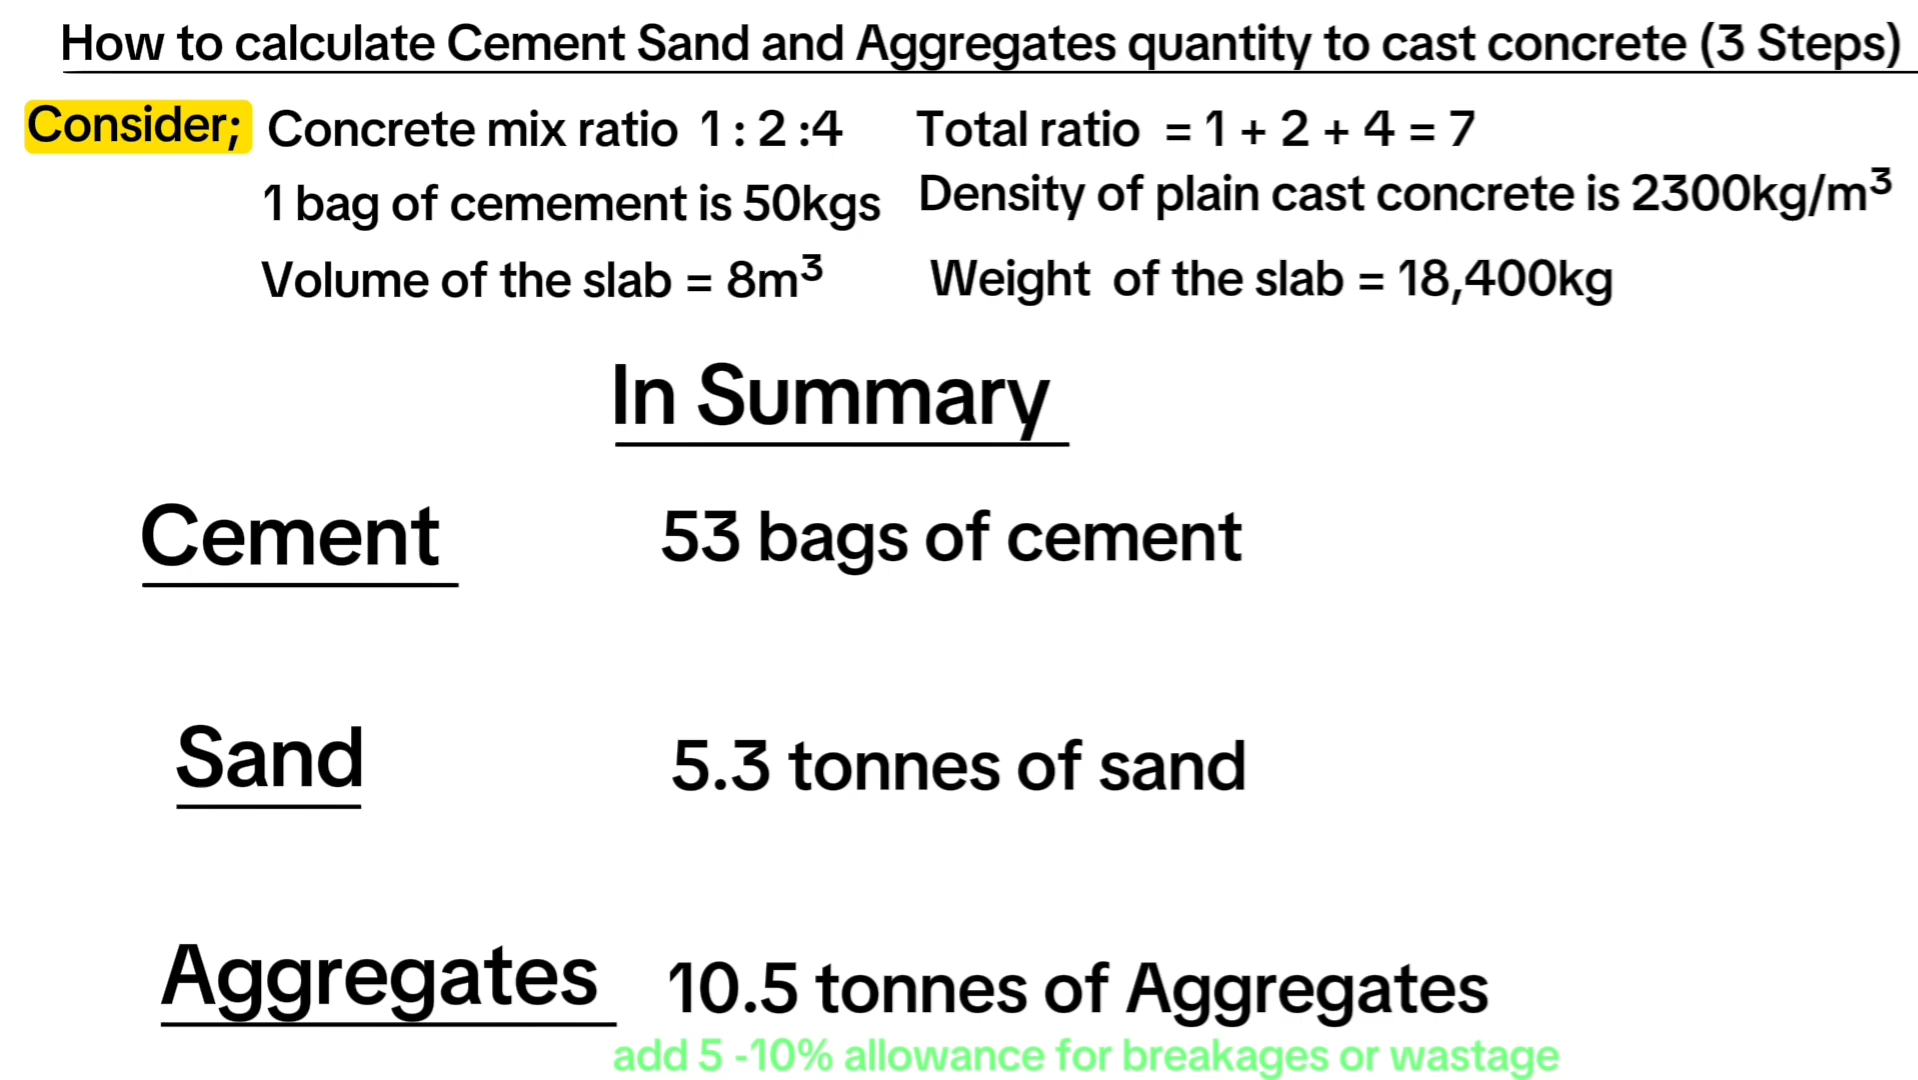 How to calculate Cement Sand and Aggregates quantity to cast concrete (3 Steps)
Consider; Concrete mix ratio 1 : 2 :4 Total ratio = 1 + 2 + 4 = 7
1 bag of cemement is 50kgs Density of plain cast concrete is 2300kg/m³
Volume of the slab = 8m³ Weight of the slab = 18,400kg
In Summary
Cement 53 bags of cement
Sand 5.3 tonnes of sand
Aggregates 10.5 tonnes of Aggregates
add 5 -10% allowance for breakages or wastage